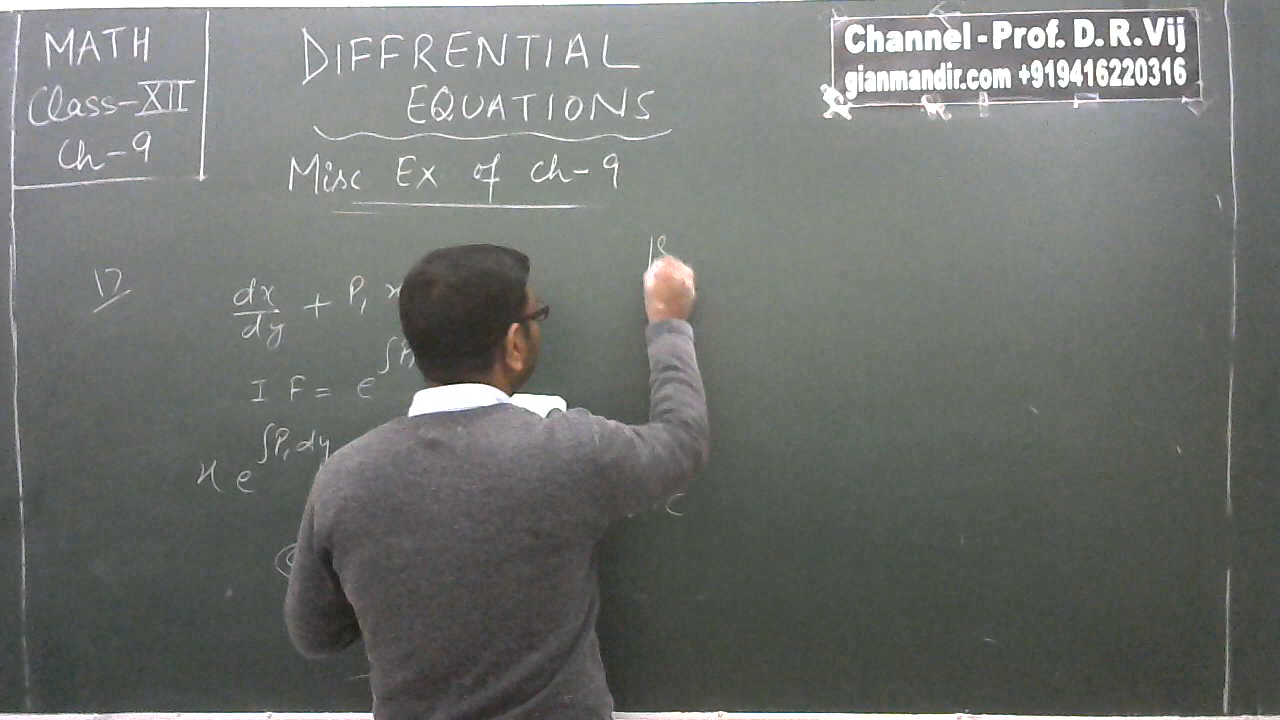 MATH
Class-XII
Ch-9
DIFFRENTIAL
EQUATIONS
Misc Ex of Ch-9
Channel - Prof. D. R. Vij
gianmandir.com +919416220316
17
dx/dy + P₁ x
I F = e^∫P₁
x e^∫P₁ dy
C
18